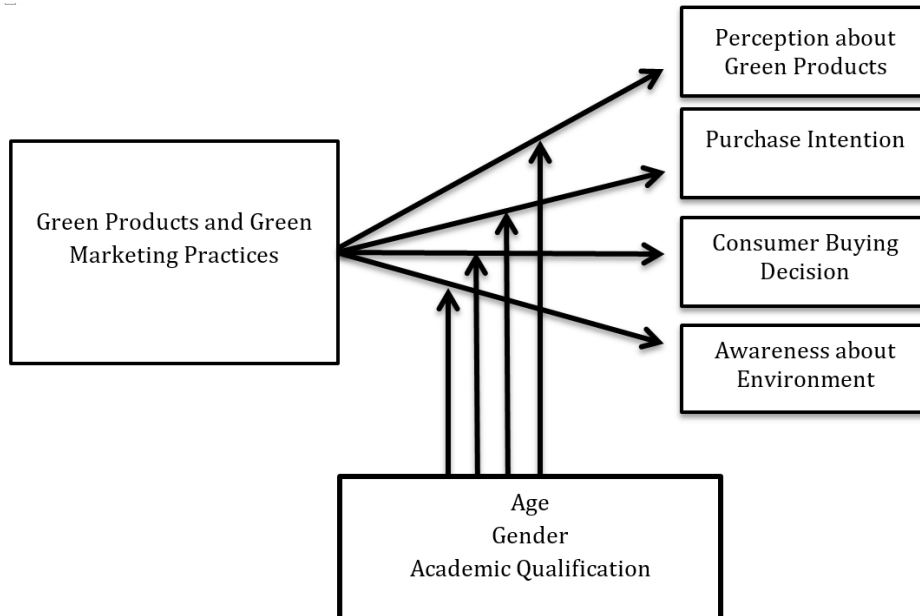 Perception about
Green Products
Purchase Intention
Green Products and Green
Marketing Practices
Consumer Buying
Decision
Awareness about
Environment
Age
Gender
Academic Qualification